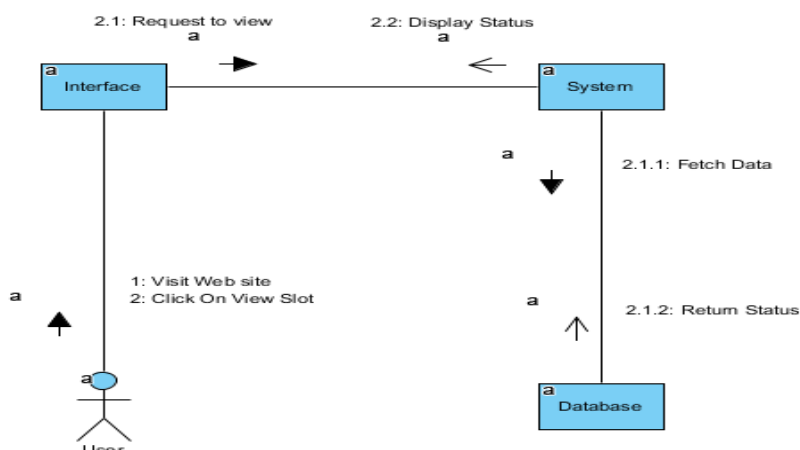 2.1: Request to view
a
2.2: Display Status
a
a
Interface
a
System
a
2.1.1: Fetch Data
1: Visit Web site
2: Click On View Slot
a
a
2.1.2: Return Status
a
User
a
Database